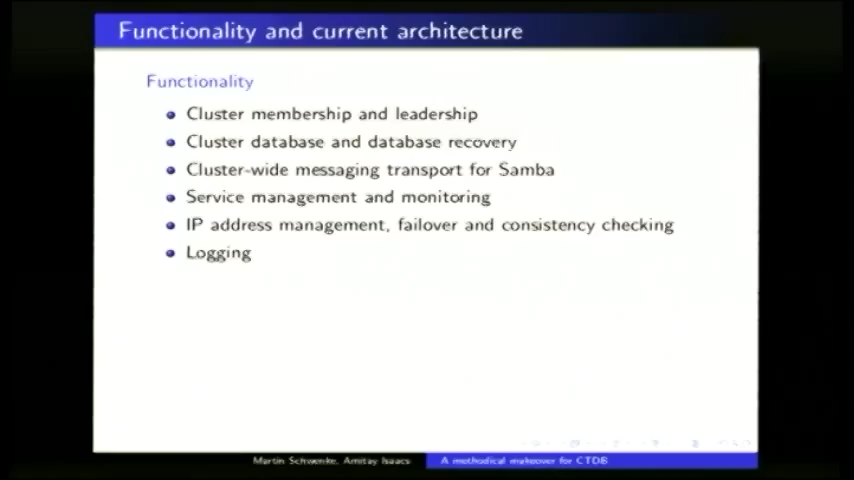 Functionality and current architecture
Functionality
Cluster membership and leadership
Cluster database and database recovery
Cluster-wide messaging transport for Samba
Service management and monitoring
IP address management, failover and consistency checking
Logging
Martin Schwenke, Amitay Isaacs
A methodical makeover for CTDB